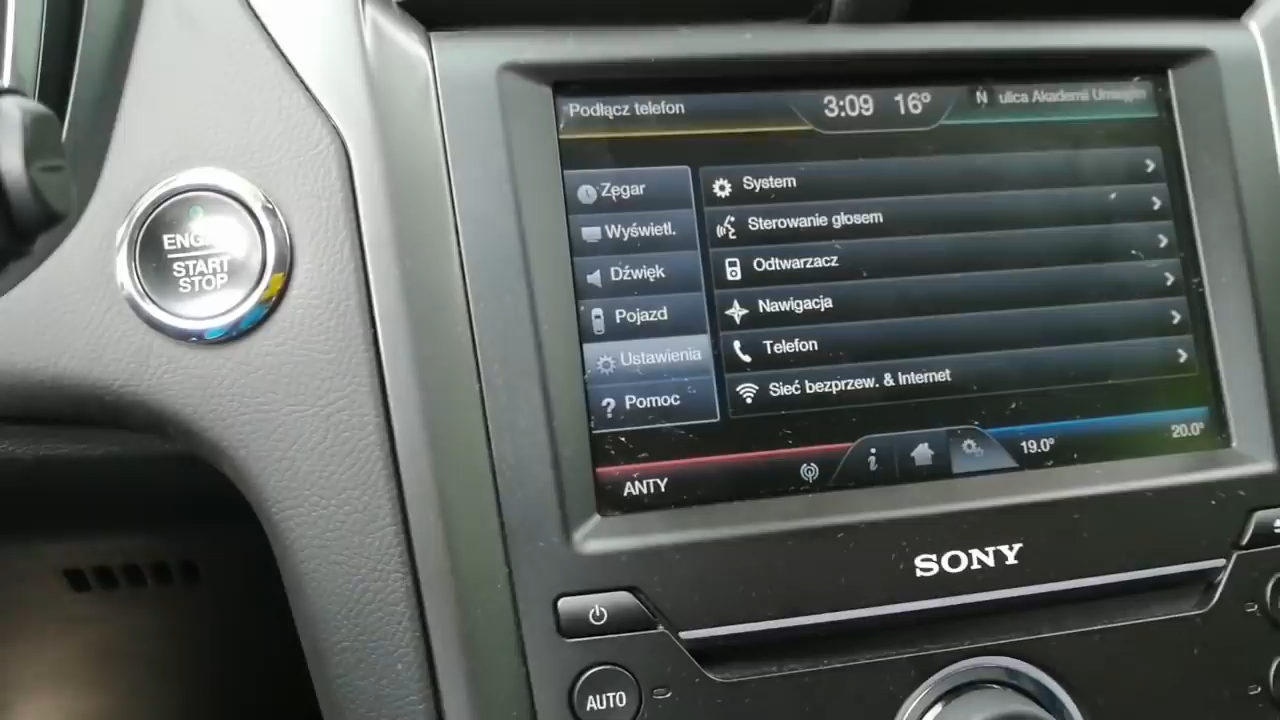 Podłącz telefon
3:09 16°
N ulica Akademii
Zegar
Wyświetl.
Dźwięk
Pojazd
Ustawienia
Pomoc
System
Sterowanie głosem
Odtwarzacz
Nawigacja
Telefon
Sieć bezprzew. & Internet
ANTY
19.0°
20.0°
START
STOP
SONY
AUTO